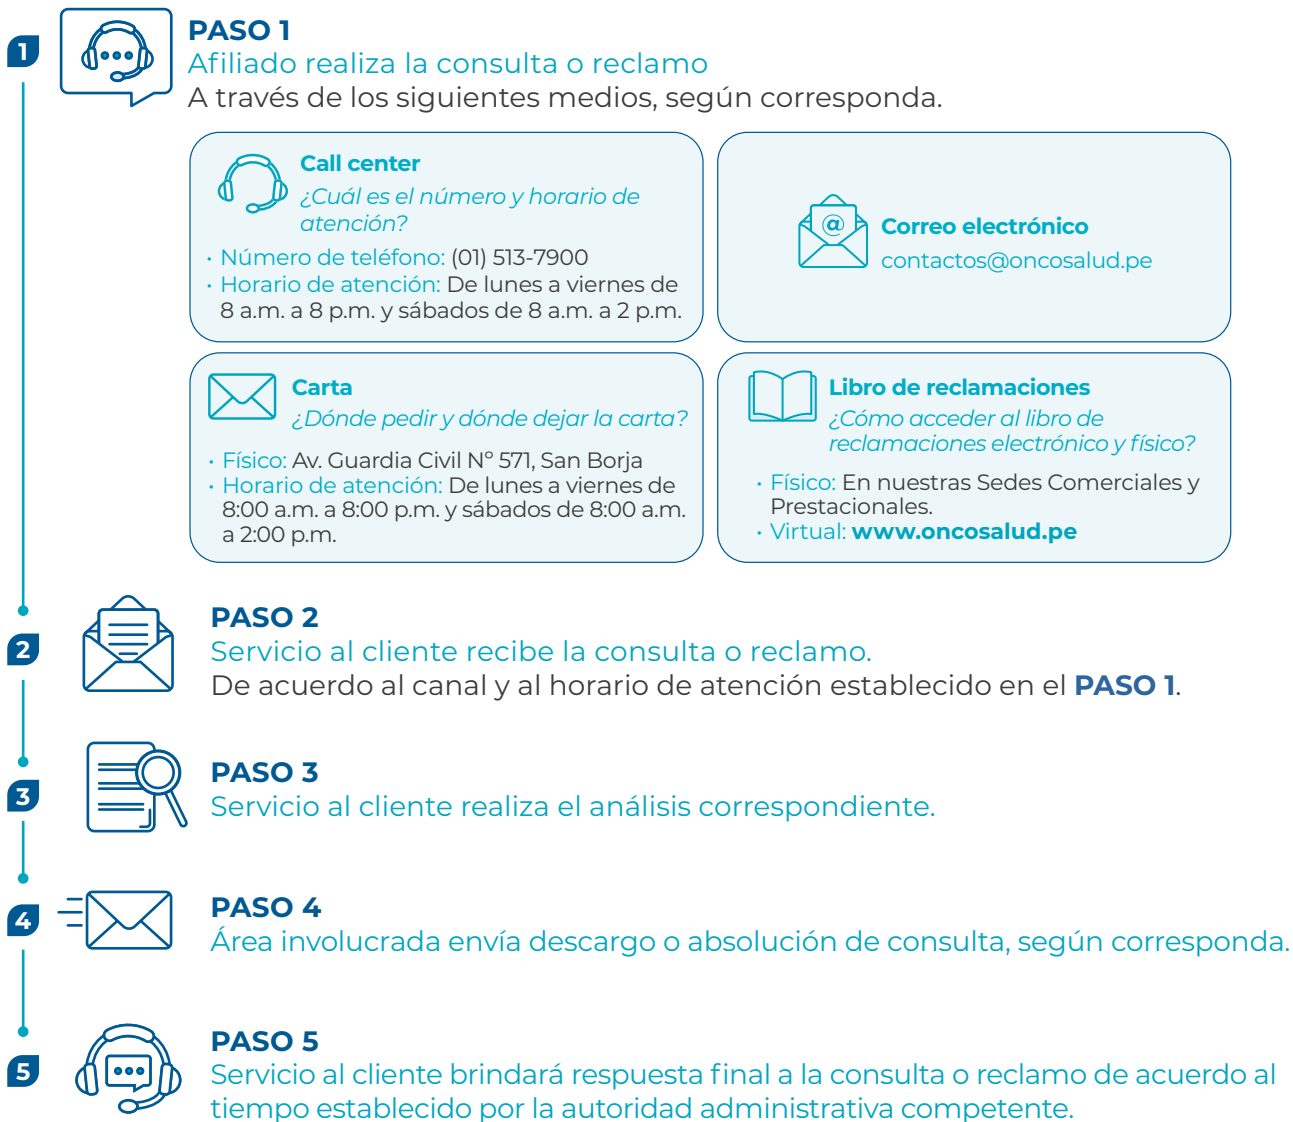 1
PASO 1
Afiliado realiza la consulta o reclamo
A través de los siguientes medios, según corresponda.
Call center
¿Cuál es el número y horario de
atención?
· Número de teléfono: (01) 513-7900
· Horario de atención: De lunes a viernes de
8 a.m. a 8 p.m. y sábados de 8 a.m. a 2 p.m.
@
Correo electrónico
contactos@oncosalud.pe
Carta
¿Dónde pedir y dónde dejar la carta?
· Físico: Av. Guardia Civil Nº 571, San Borja
· Horario de atención: De lunes a viernes de
8:00 a.m. a 8:00 p.m. y sábados de 8:00 a.m.
a 2:00 p.m.
Libro de reclamaciones
¿Cómo acceder al libro de
reclamaciones electrónico y físico?
· Físico: En nuestras Sedes Comerciales y
Prestacionales.
· Virtual: www.oncosalud.pe
2
PASO 2
Servicio al cliente recibe la consulta o reclamo.
De acuerdo al canal y al horario de atención establecido en el PASO 1.
3
PASO 3
Servicio al cliente realiza el análisis correspondiente.
4
PASO 4
Área involucrada envía descargo o absolución de consulta, según corresponda.
5
PASO 5
Servicio al cliente brindará respuesta final a la consulta o reclamo de acuerdo al
tiempo establecido por la autoridad administrativa competente.